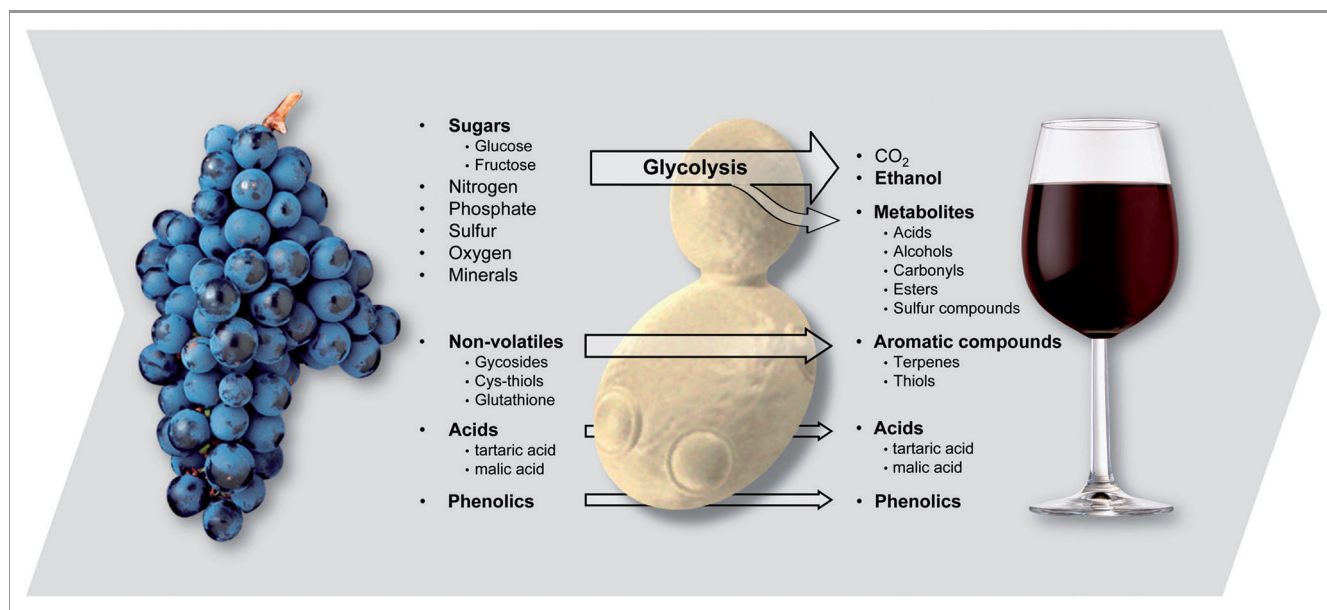 • Sugars
• Glucose
• Fructose
• Nitrogen
• Phosphate
• Sulfur
• Oxygen
• Minerals
• Non-volatiles
• Gycosides
• Cys-thiols
• Glutathione
• Acids
• tartaric acid
• malic acid
• Phenolics
Glycolysis
• CO₂
• Ethanol
• Metabolites
• Acids
• Alcohols
• Carbonyls
• Esters
• Sulfur compounds
• Aromatic compounds
• Terpenes
• Thiols
• Acids
• tartaric acid
• malic acid
• Phenolics